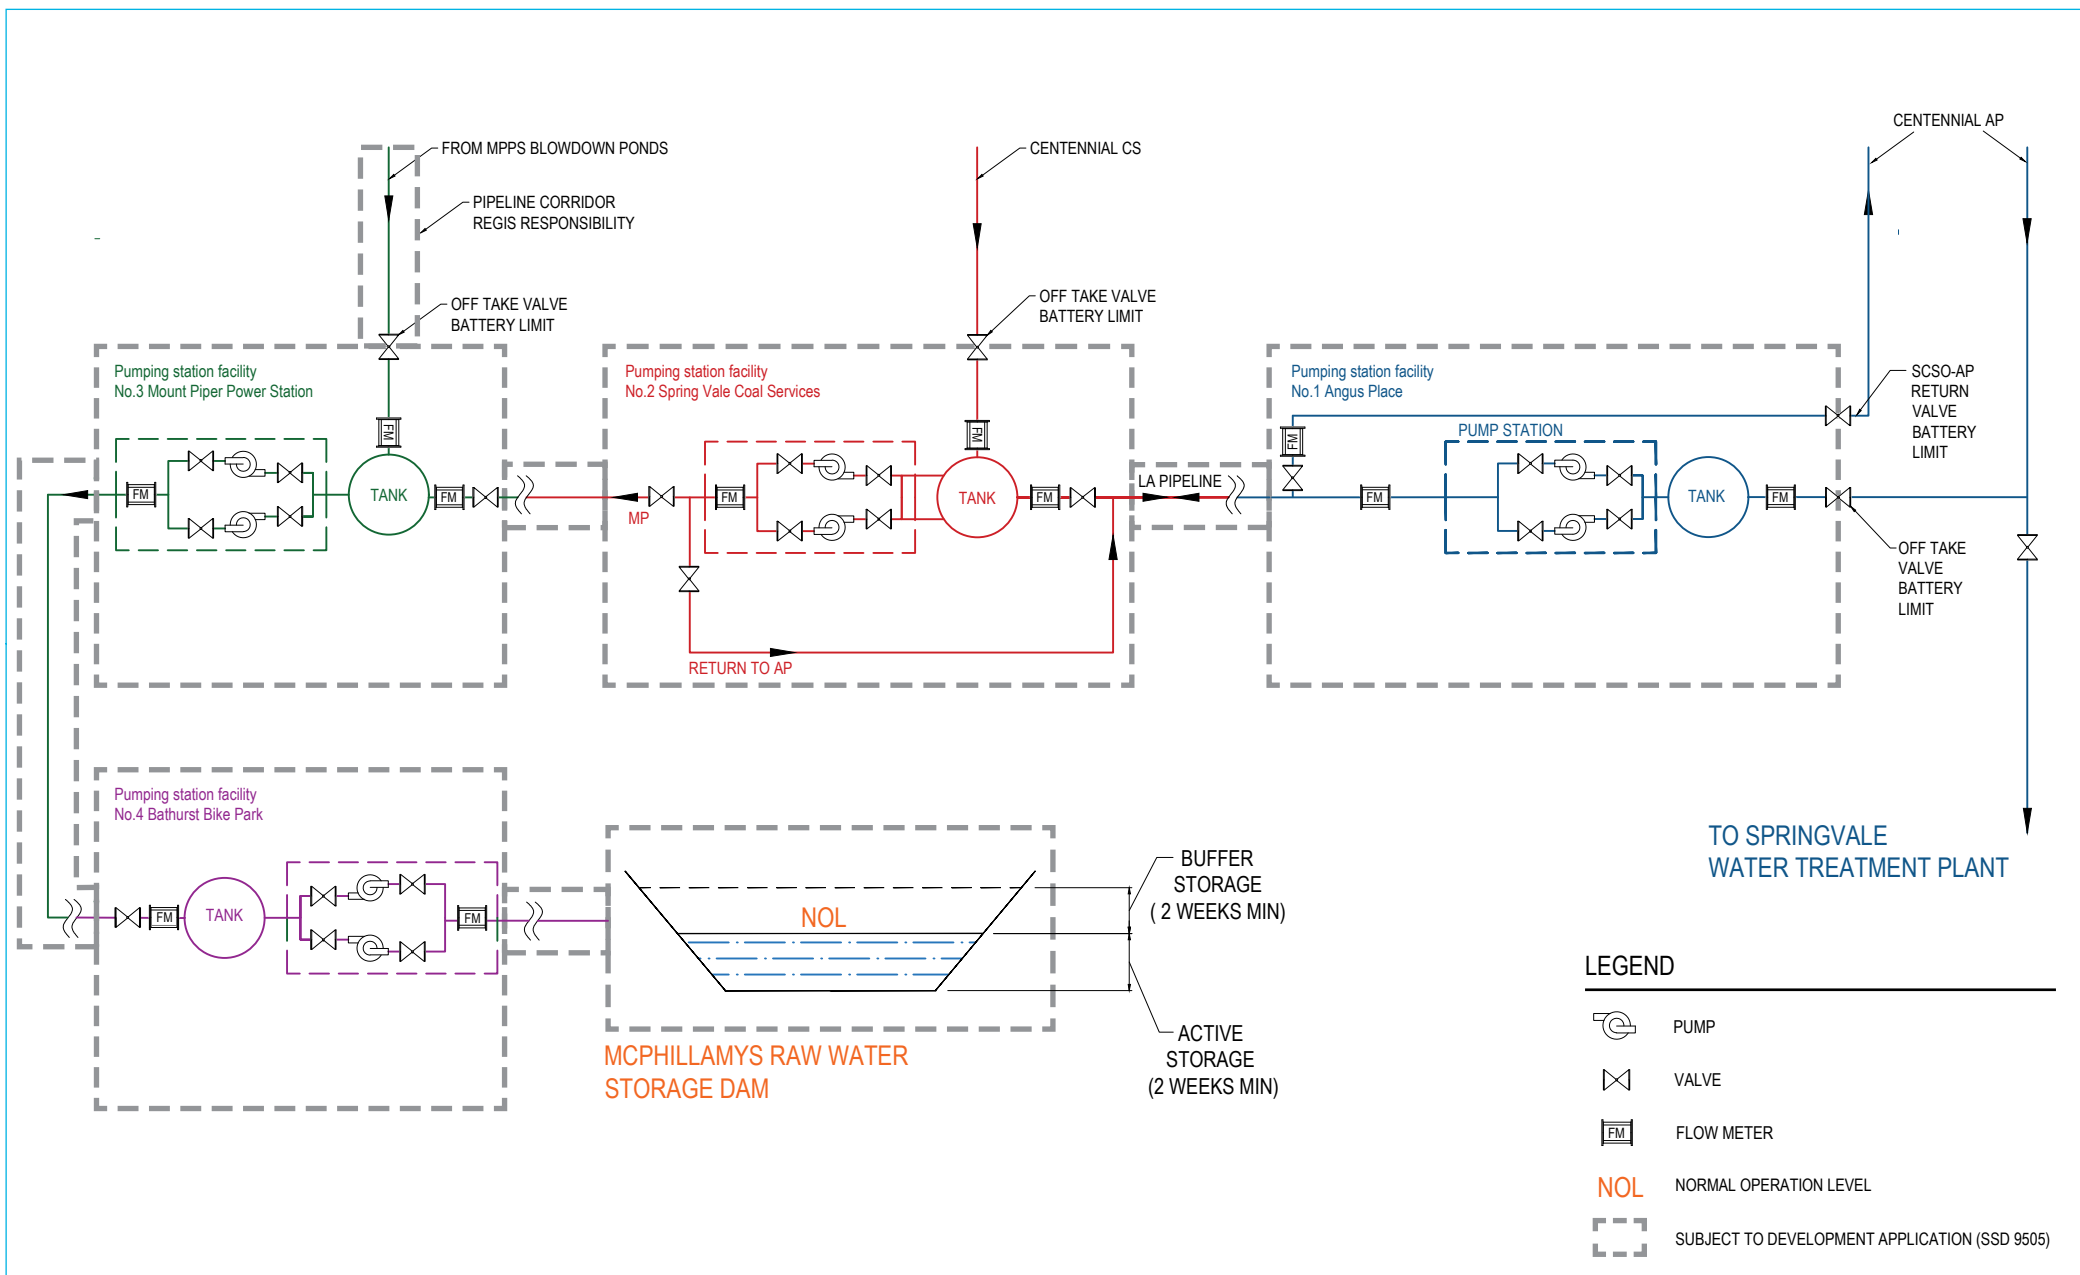 CENTENNIAL AP
FROM MPPS BLOWDOWN PONDS
CENTENNIAL CS
PIPELINE CORRIDOR
REGIS RESPONSIBILITY
OFF TAKE VALVE
BATTERY LIMIT
OFF TAKE VALVE
BATTERY LIMIT
Pumping station facility
No.3 Mount Piper Power Station
Pumping station facility
No.2 Spring Vale Coal Services
Pumping station facility
No.1 Angus Place
SCSO-AP
RETURN
VALVE
BATTERY
LIMIT
PUMP STATION
FM
FM
FM
FM
TANK
FM
MP
FM
TANK
FM
LA PIPELINE
FM
TANK
FM
OFF TAKE
VALVE
BATTERY
LIMIT
RETURN TO AP
Pumping station facility
No.4 Bathurst Bike Park
FM
TANK
FM
NOL
BUFFER
STORAGE
( 2 WEEKS MIN)
ACTIVE
STORAGE
(2 WEEKS MIN)
MCPHILLAMYS RAW WATER
STORAGE DAM
TO SPRINGVALE
WATER TREATMENT PLANT
LEGEND
PUMP
VALVE
FM
FLOW METER
NOL
NORMAL OPERATION LEVEL
SUBJECT TO DEVELOPMENT APPLICATION (SSD 9505)